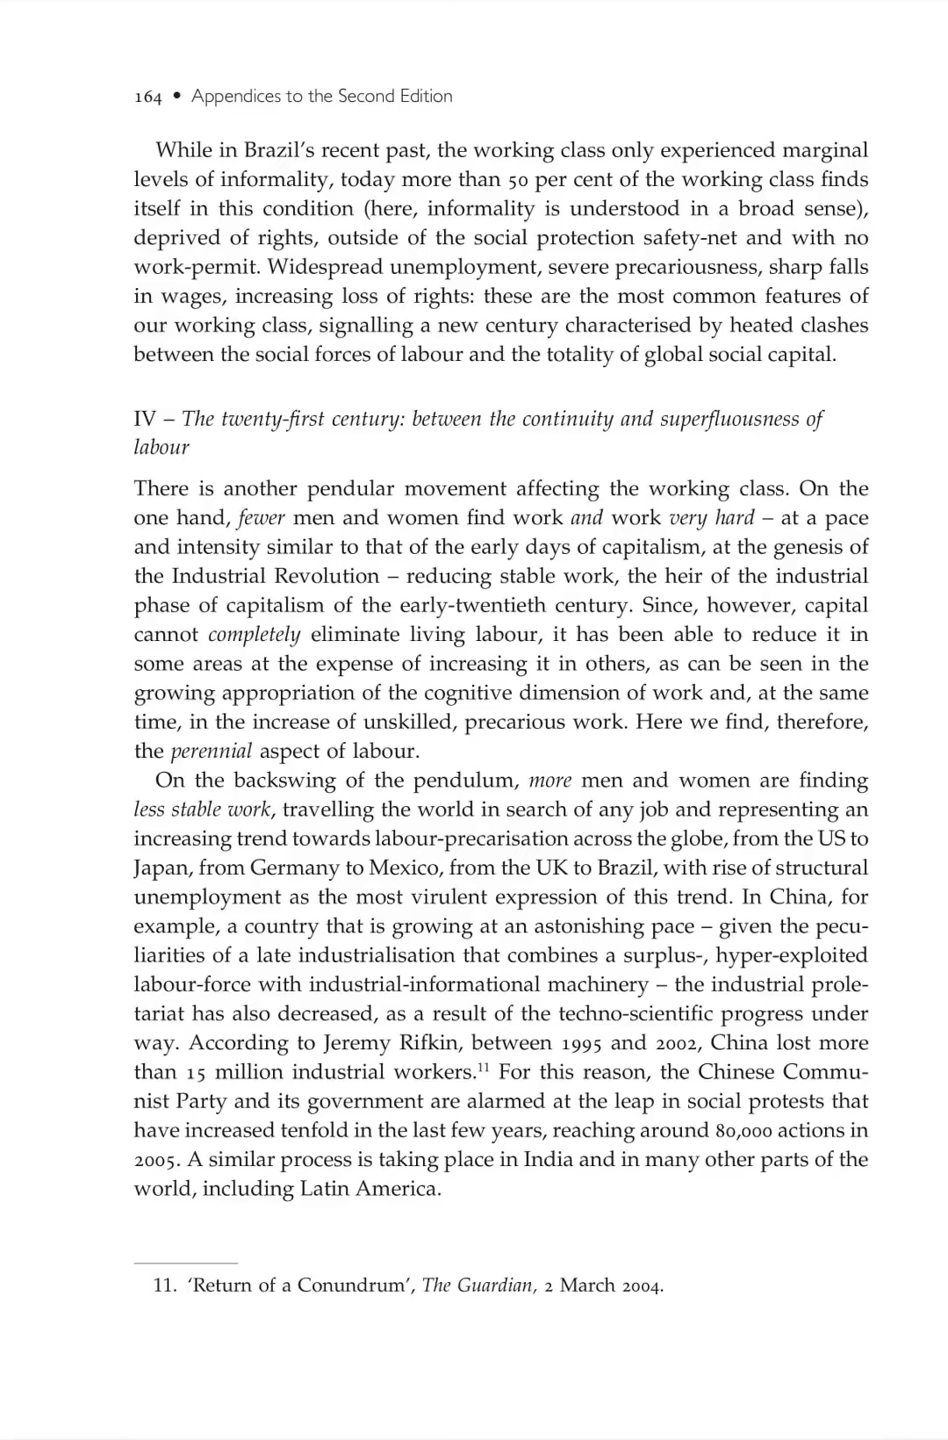 164 • Appendices to the Second Edition
While in Brazil’s recent past, the working class only experienced marginal
levels of informality, today more than 50 per cent of the working class finds
itself in this condition (here, informality is understood in a broad sense),
deprived of rights, outside of the social protection safety-net and with no
work-permit. Widespread unemployment, severe precariousness, sharp falls
in wages, increasing loss of rights: these are the most common features of
our working class, signalling a new century characterised by heated clashes
between the social forces of labour and the totality of global social capital.
IV – The twenty-first century: between the continuity and superfluousness of
labour
There is another pendular movement affecting the working class. On the
one hand, fewer men and women find work and work very hard – at a pace
and intensity similar to that of the early days of capitalism, at the genesis of
the Industrial Revolution – reducing stable work, the heir of the industrial
phase of capitalism of the early-twentieth century. Since, however, capital
cannot completely eliminate living labour, it has been able to reduce it in
some areas at the expense of increasing it in others, as can be seen in the
growing appropriation of the cognitive dimension of work and, at the same
time, in the increase of unskilled, precarious work. Here we find, therefore,
the perennial aspect of labour.
On the backswing of the pendulum, more men and women are finding
less stable work, travelling the world in search of any job and representing an
increasing trend towards labour-precarisation across the globe, from the US to
Japan, from Germany to Mexico, from the UK to Brazil, with rise of structural
unemployment as the most virulent expression of this trend. In China, for
example, a country that is growing at an astonishing pace – given the pecu-
liarities of a late industrialisation that combines a surplus-, hyper-exploited
labour-force with industrial-informational machinery – the industrial prole-
tariat has also decreased, as a result of the techno-scientific progress under
way. According to Jeremy Rifkin, between 1995 and 2002, China lost more
than 15 million industrial workers.11 For this reason, the Chinese Commu-
nist Party and its government are alarmed at the leap in social protests that
have increased tenfold in the last few years, reaching around 80,000 actions in
2005. A similar process is taking place in India and in many other parts of the
world, including Latin America.
11. ‘Return of a Conundrum’, The Guardian, 2 March 2004.